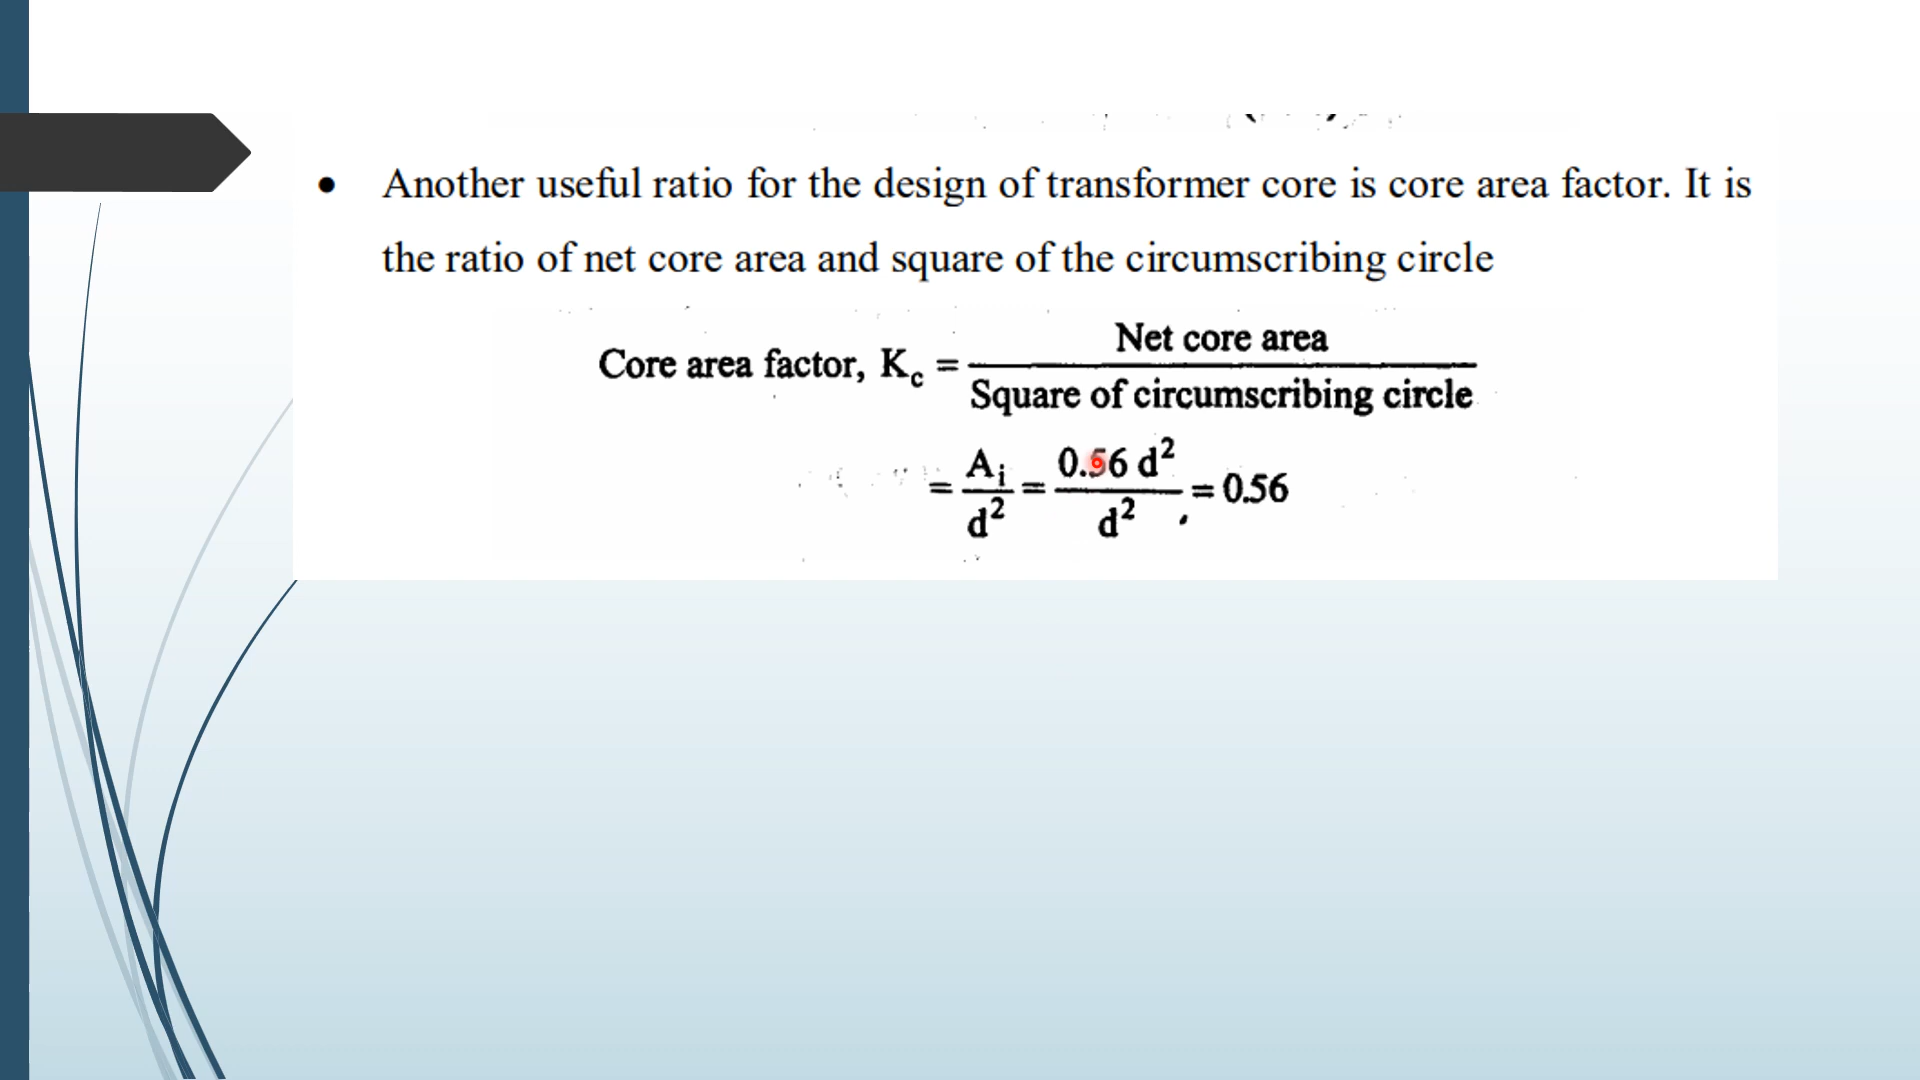 • Another useful ratio for the design of transformer core is core area factor. It is
the ratio of net core area and square of the circumscribing circle
Core area factor, K_c = Net core area / Square of circumscribing circle
= A_i / d² = 0.56 d² / d² = 0.56